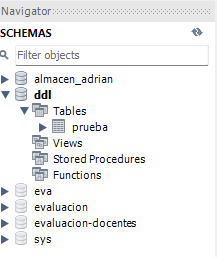 Navigator
SCHEMAS
Filter objects
almacen_adrian
ddl
Tables
prueba
Views
Stored Procedures
Functions
eva
evaluacion
evaluacion-docentes
sys